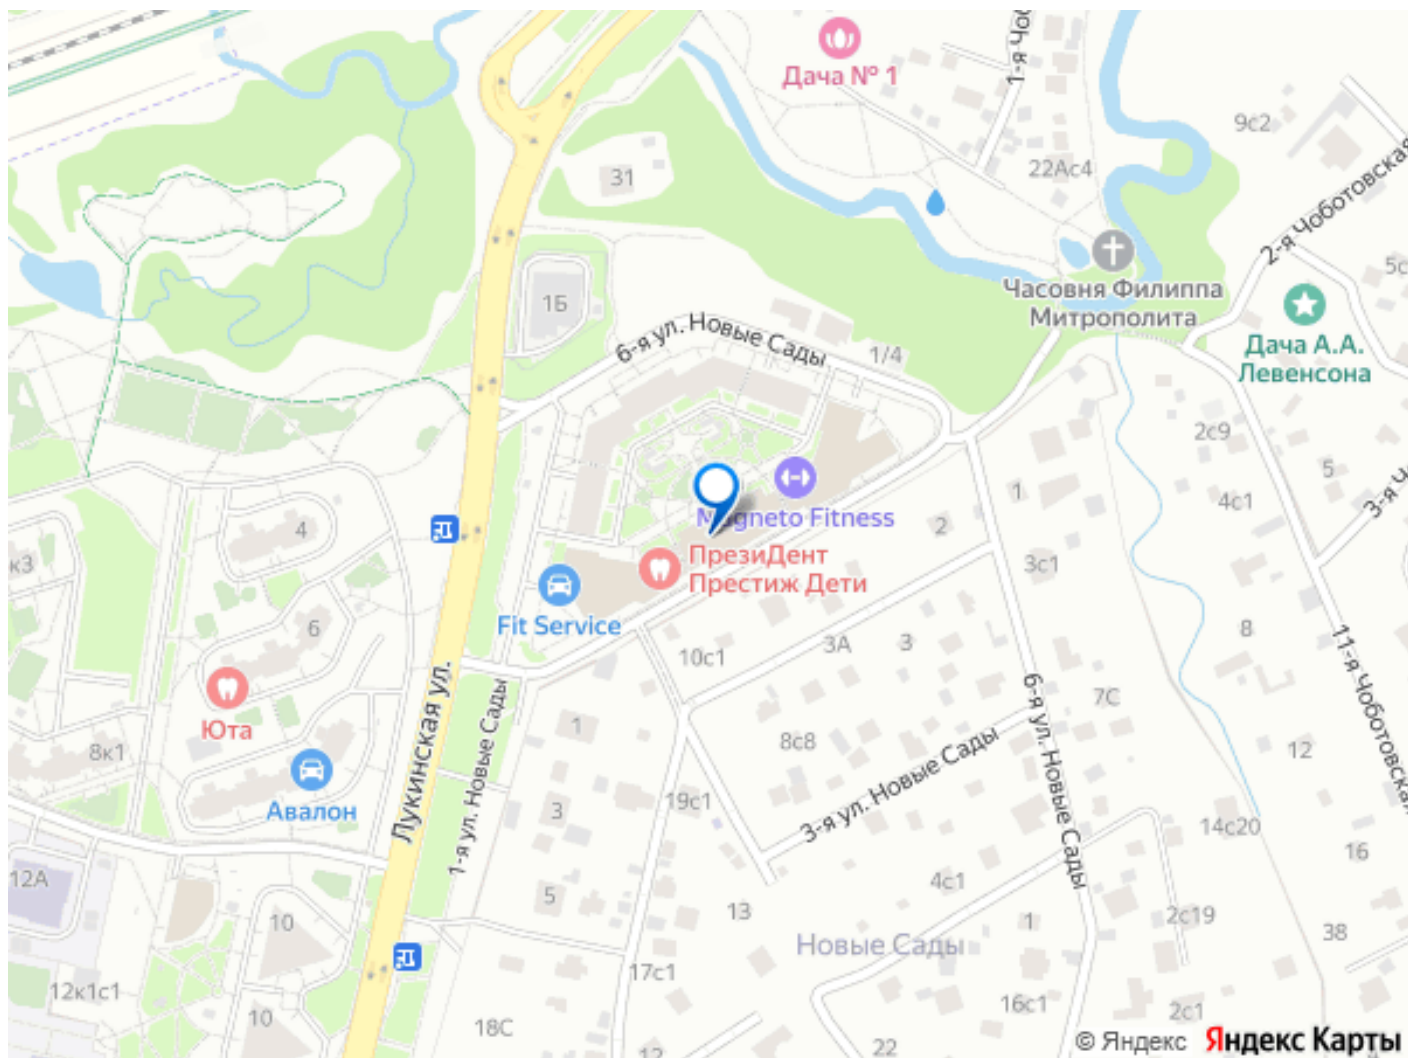 Дача № 1
1-я Чоб
9с2
22Ас4
31
2-я Чоботовская
5с
Часовня Филиппа
Митрополита
1Б
6-я ул. Новые Сады
1/4
Дача А.А.
Левенсона
2с9
5
3-я Ч
4с1
4
к3
Magneto Fitness
1
2
3с1
ПрезиДент
Престиж Дети
Fit Service
6
8
3А
3
10с1
Юта
Лукинская ул.
1-я ул. Новые Сады
6-я ул. Новые Сады
11-я Чоботовская
7С
1
8с8
8к1
12
Авалон
3
19с1
3-я ул. Новые Сады
14с20
16
12А
4с1
5
13
10
1
2с19
38
Новые Сады
17с1
12к1с1
16с1
2с1
10
18С
12
22
© Яндекс Яндекс Карты